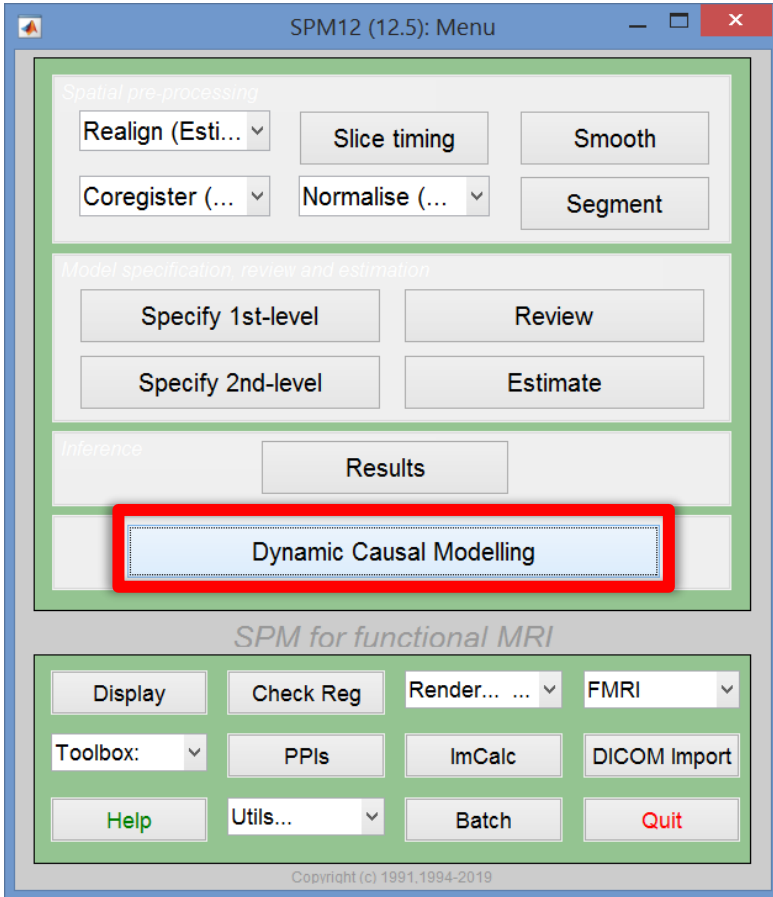 SPM12 (12.5): Menu
Spatial pre-processing
Realign (Esti... Slice timing Smooth
Coregister (... Normalise (... Segment
Model specification, review and estimation
Specify 1st-level Review
Specify 2nd-level Estimate
Inference
Results
Dynamic Causal Modelling
SPM for functional MRI
Display Check Reg Render... ... FMRI
Toolbox: PPIs ImCalc DICOM Import
Help Utils... Batch Quit
Copyright (c) 1991,1994-2019